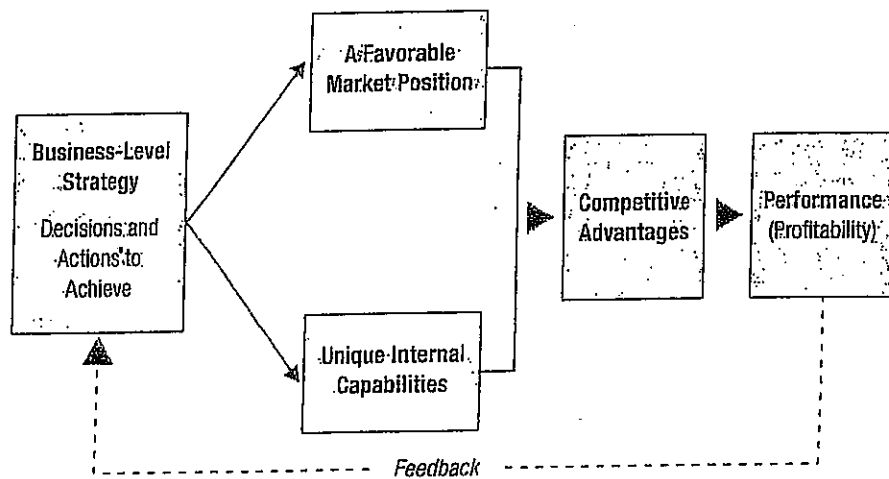 Business-Level
Strategy
Decisions and
Actions to
Achieve
A Favorable
Market Position
Unique Internal
Capabilities
Competitive
Advantages
Performance
(Profitability)
Feedback